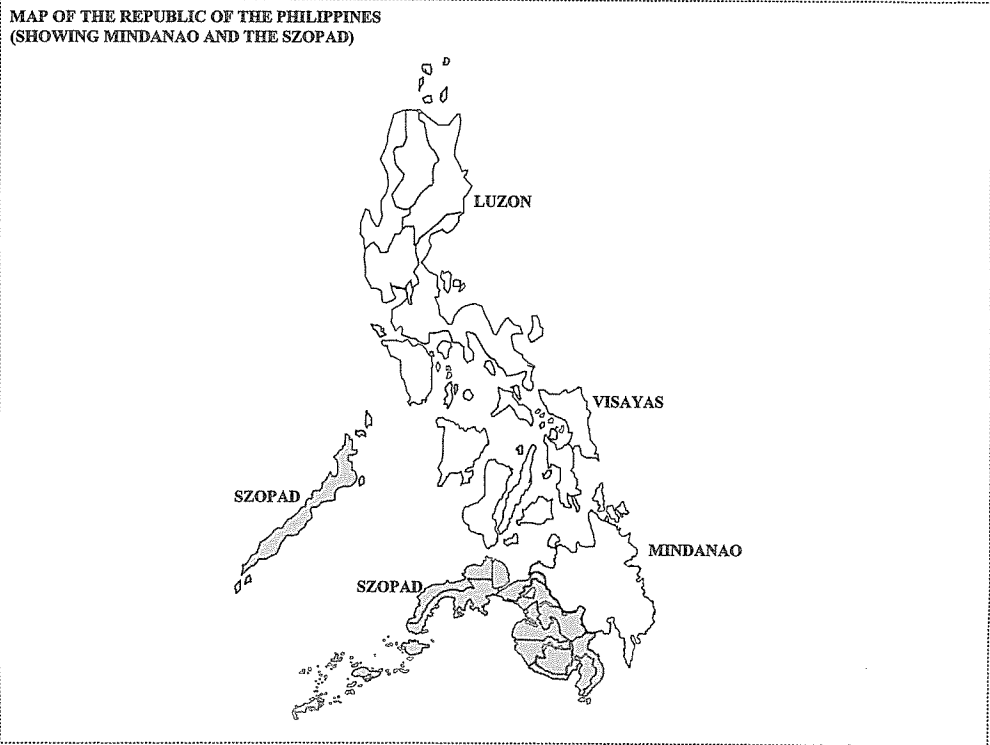 MAP OF THE REPUBLIC OF THE PHILIPPINES
(SHOWING MINDANAO AND THE SZOPAD)
LUZON
VISAYAS
SZOPAD
MINDANAO
SZOPAD